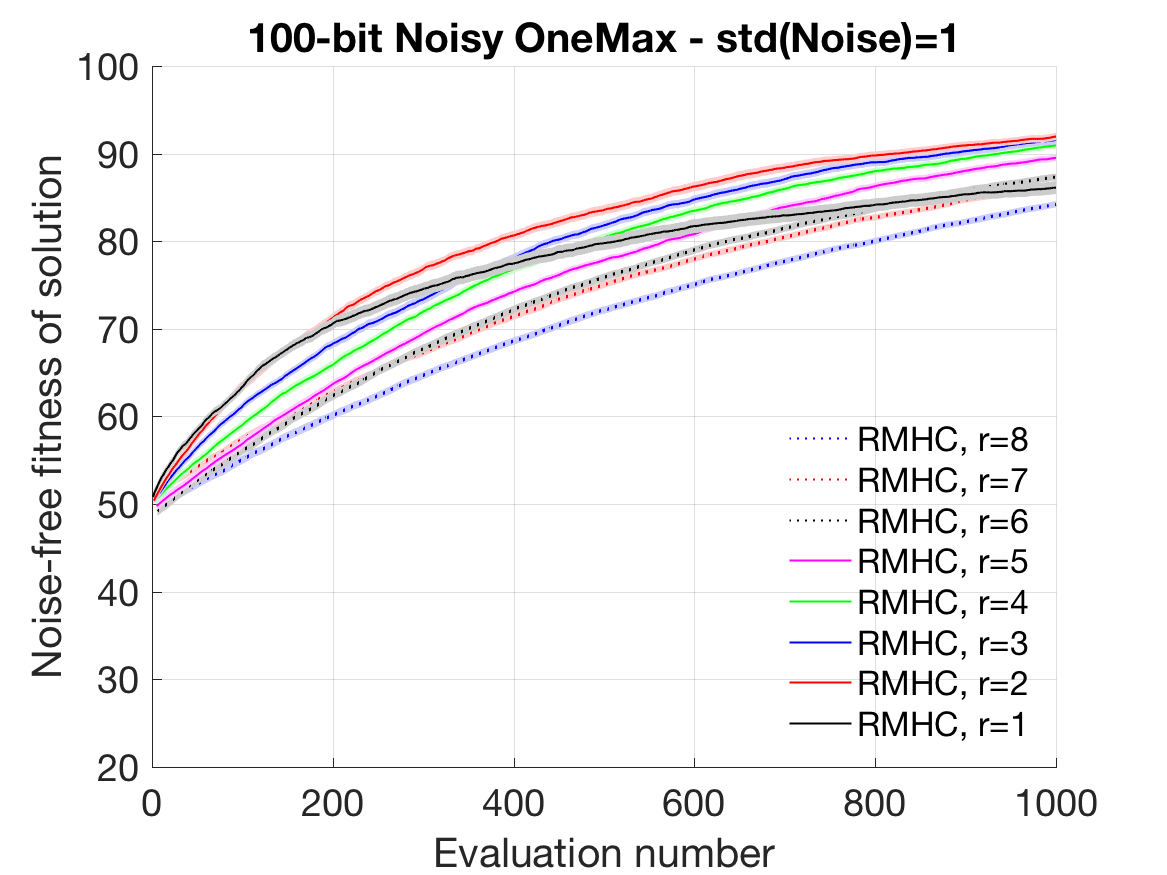 100-bit Noisy OneMax - std(Noise)=1
Noise-free fitness of solution
100
90
80
70
60
50
40
30
20
RMHC, r=8
RMHC, r=7
RMHC, r=6
RMHC, r=5
RMHC, r=4
RMHC, r=3
RMHC, r=2
RMHC, r=1
0 200 400 600 800 1000
Evaluation number